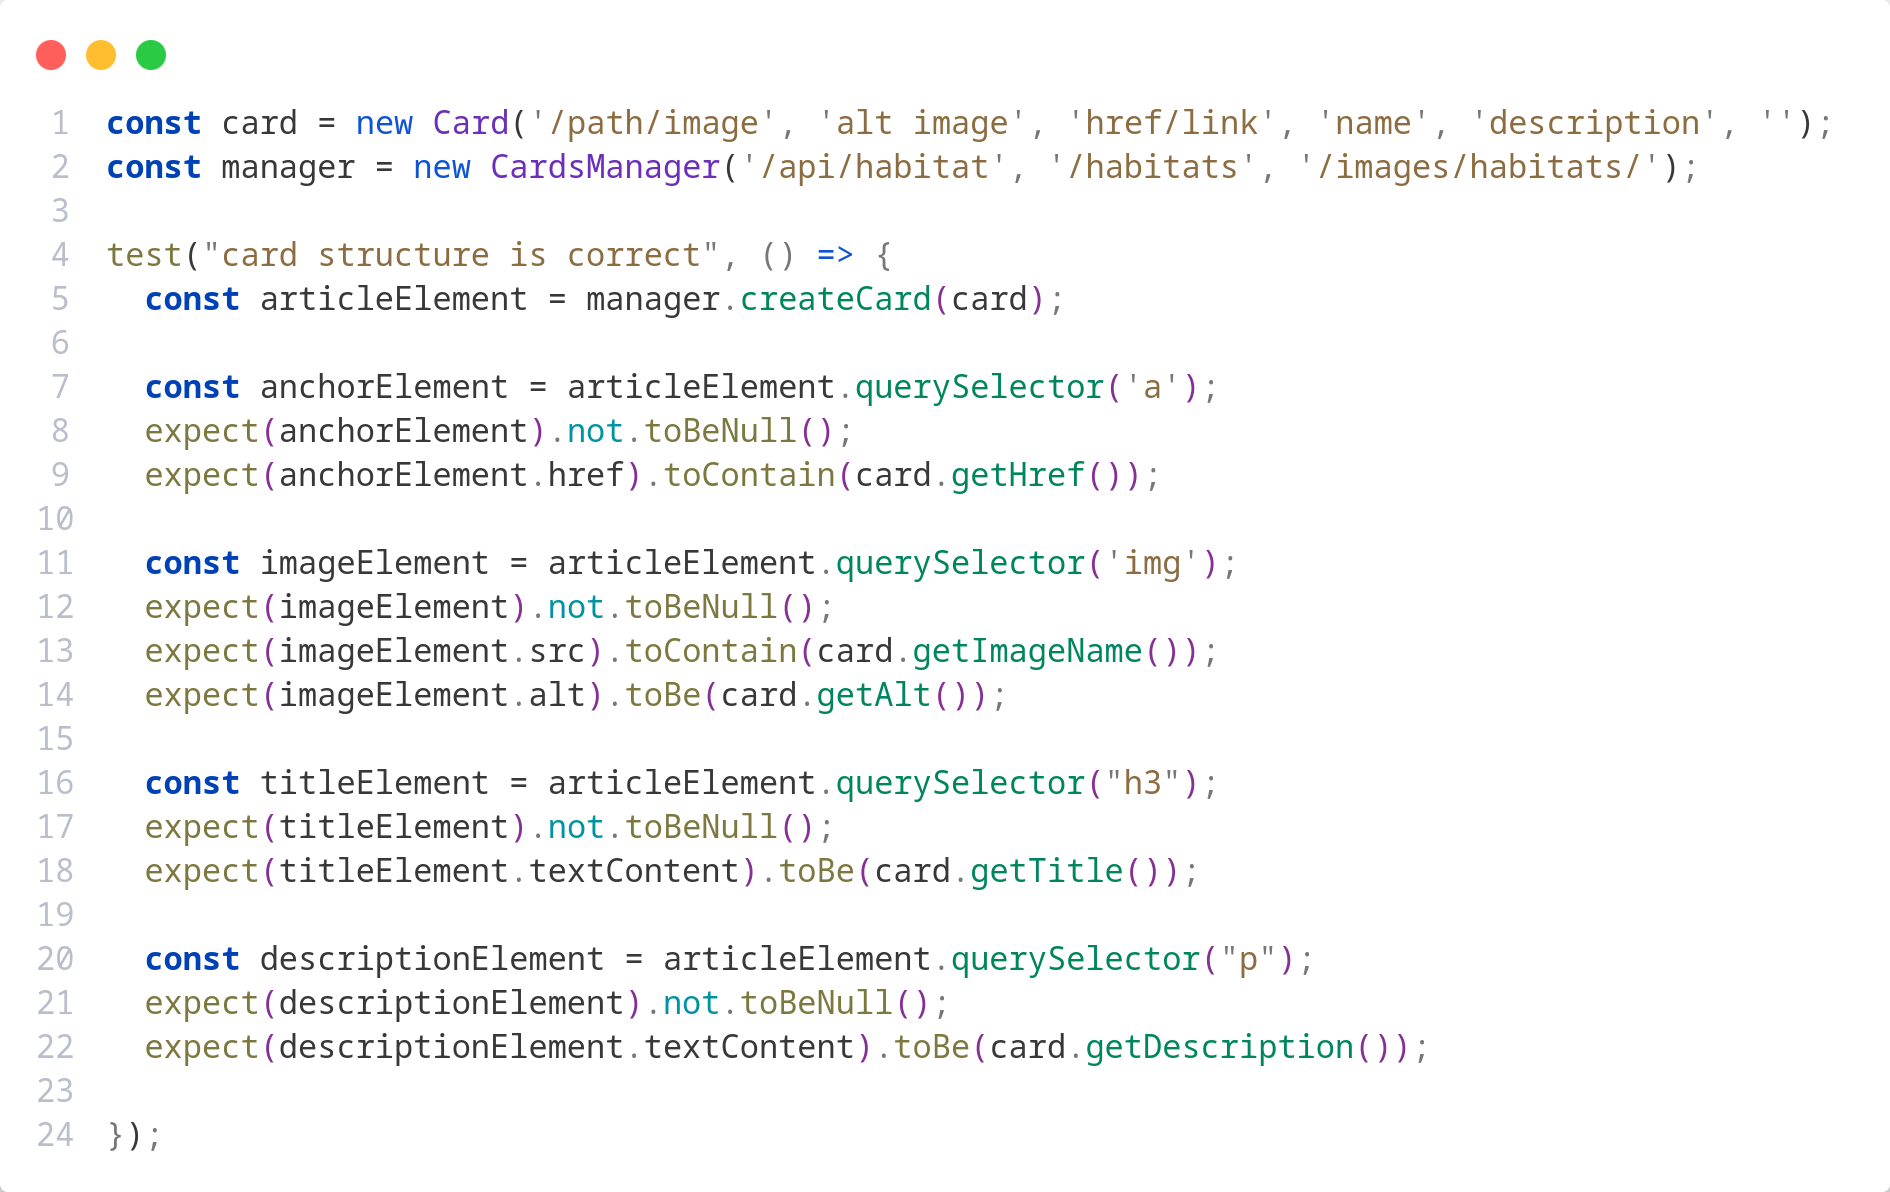 1 const card = new Card('/path/image', 'alt image', 'href/link', 'name', 'description', '');
2 const manager = new CardsManager('/api/habitat', '/habitats', '/images/habitats/');
3
4 test("card structure is correct", () => {
5   const articleElement = manager.createCard(card);
6
7   const anchorElement = articleElement.querySelector('a');
8   expect(anchorElement).not.toBeNull();
9   expect(anchorElement.href).toContain(card.getHref());
10
11   const imageElement = articleElement.querySelector('img');
12   expect(imageElement).not.toBeNull();
13   expect(imageElement.src).toContain(card.getImageName());
14   expect(imageElement.alt).toBe(card.getAlt());
15
16   const titleElement = articleElement.querySelector("h3");
17   expect(titleElement).not.toBeNull();
18   expect(titleElement.textContent).toBe(card.getTitle());
19
20   const descriptionElement = articleElement.querySelector("p");
21   expect(descriptionElement).not.toBeNull();
22   expect(descriptionElement.textContent).toBe(card.getDescription());
23
24 });